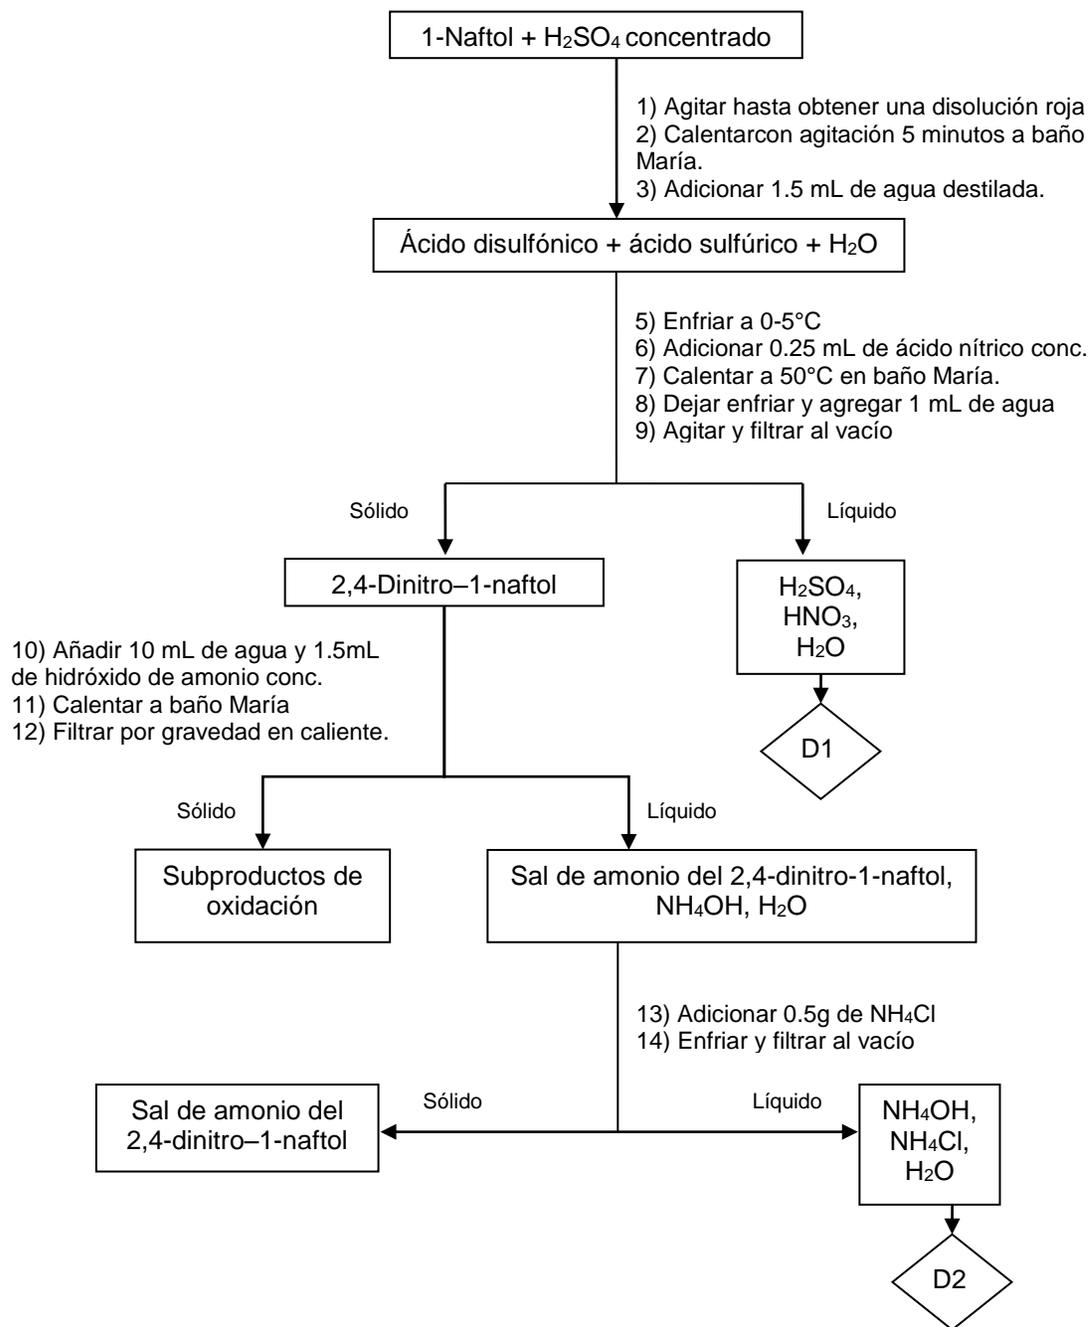 1-Naftol + H₂SO₄ concentrado
1) Agitar hasta obtener una disolución roja
2) Calentarcon agitación 5 minutos a baño
María.
3) Adicionar 1.5 mL de agua destilada.
Ácido disulfónico + ácido sulfúrico + H₂O
5) Enfriar a 0-5°C
6) Adicionar 0.25 mL de ácido nítrico conc.
7) Calentar a 50°C en baño María.
8) Dejar enfriar y agregar 1 mL de agua
9) Agitar y filtrar al vacío
Sólido
Líquido
2,4-Dinitro–1-naftol
H₂SO₄,
HNO₃,
H₂O
10) Añadir 10 mL de agua y 1.5mL
de hidróxido de amonio conc.
11) Calentar a baño María
12) Filtrar por gravedad en caliente.
D1
Sólido
Líquido
Subproductos de
oxidación
Sal de amonio del 2,4-dinitro-1-naftol,
NH₄OH, H₂O
13) Adicionar 0.5g de NH₄Cl
14) Enfriar y filtrar al vacío
Sólido
Líquido
Sal de amonio del
2,4-dinitro–1-naftol
NH₄OH,
NH₄Cl,
H₂O
D2